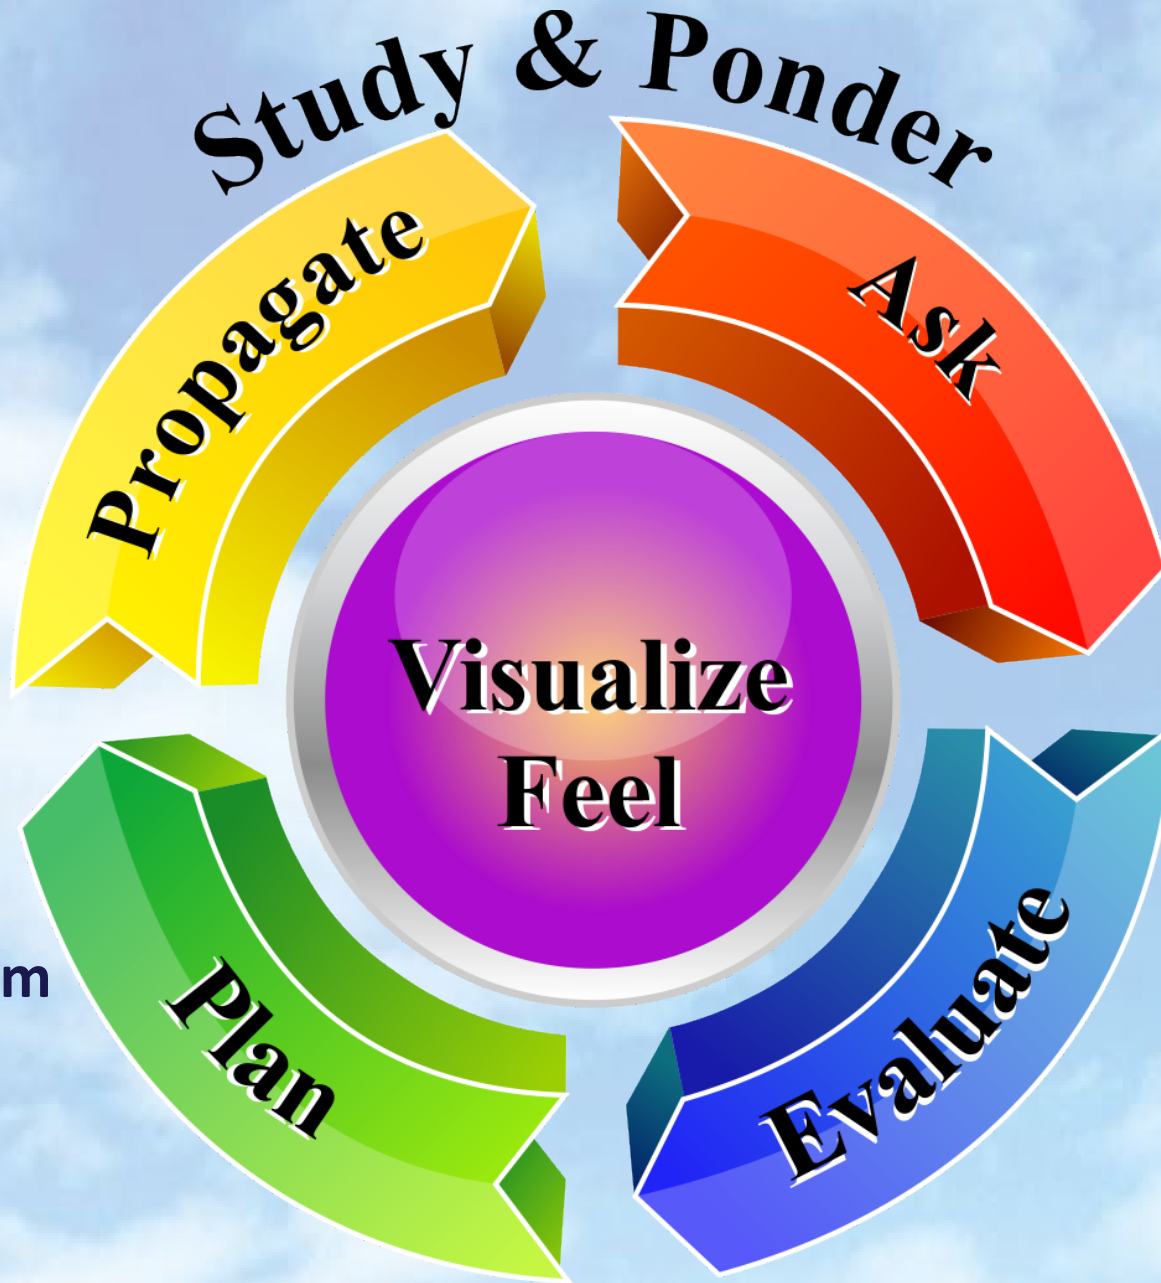 Study & Ponder
Propagate
Ask
Visualize
Feel
m
Plan
Evaluate